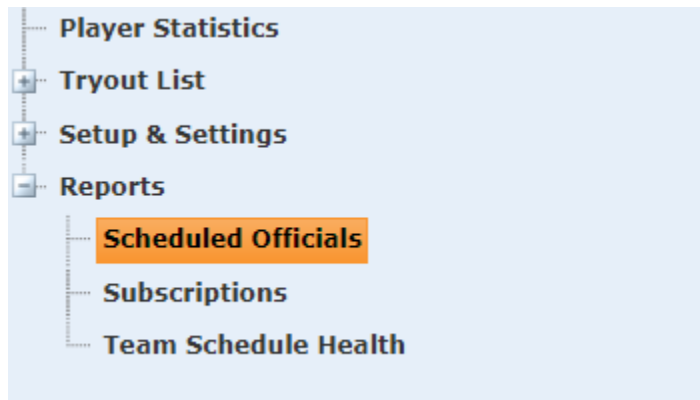 Player Statistics
Tryout List
Setup & Settings
Reports
Scheduled Officials
Subscriptions
Team Schedule Health